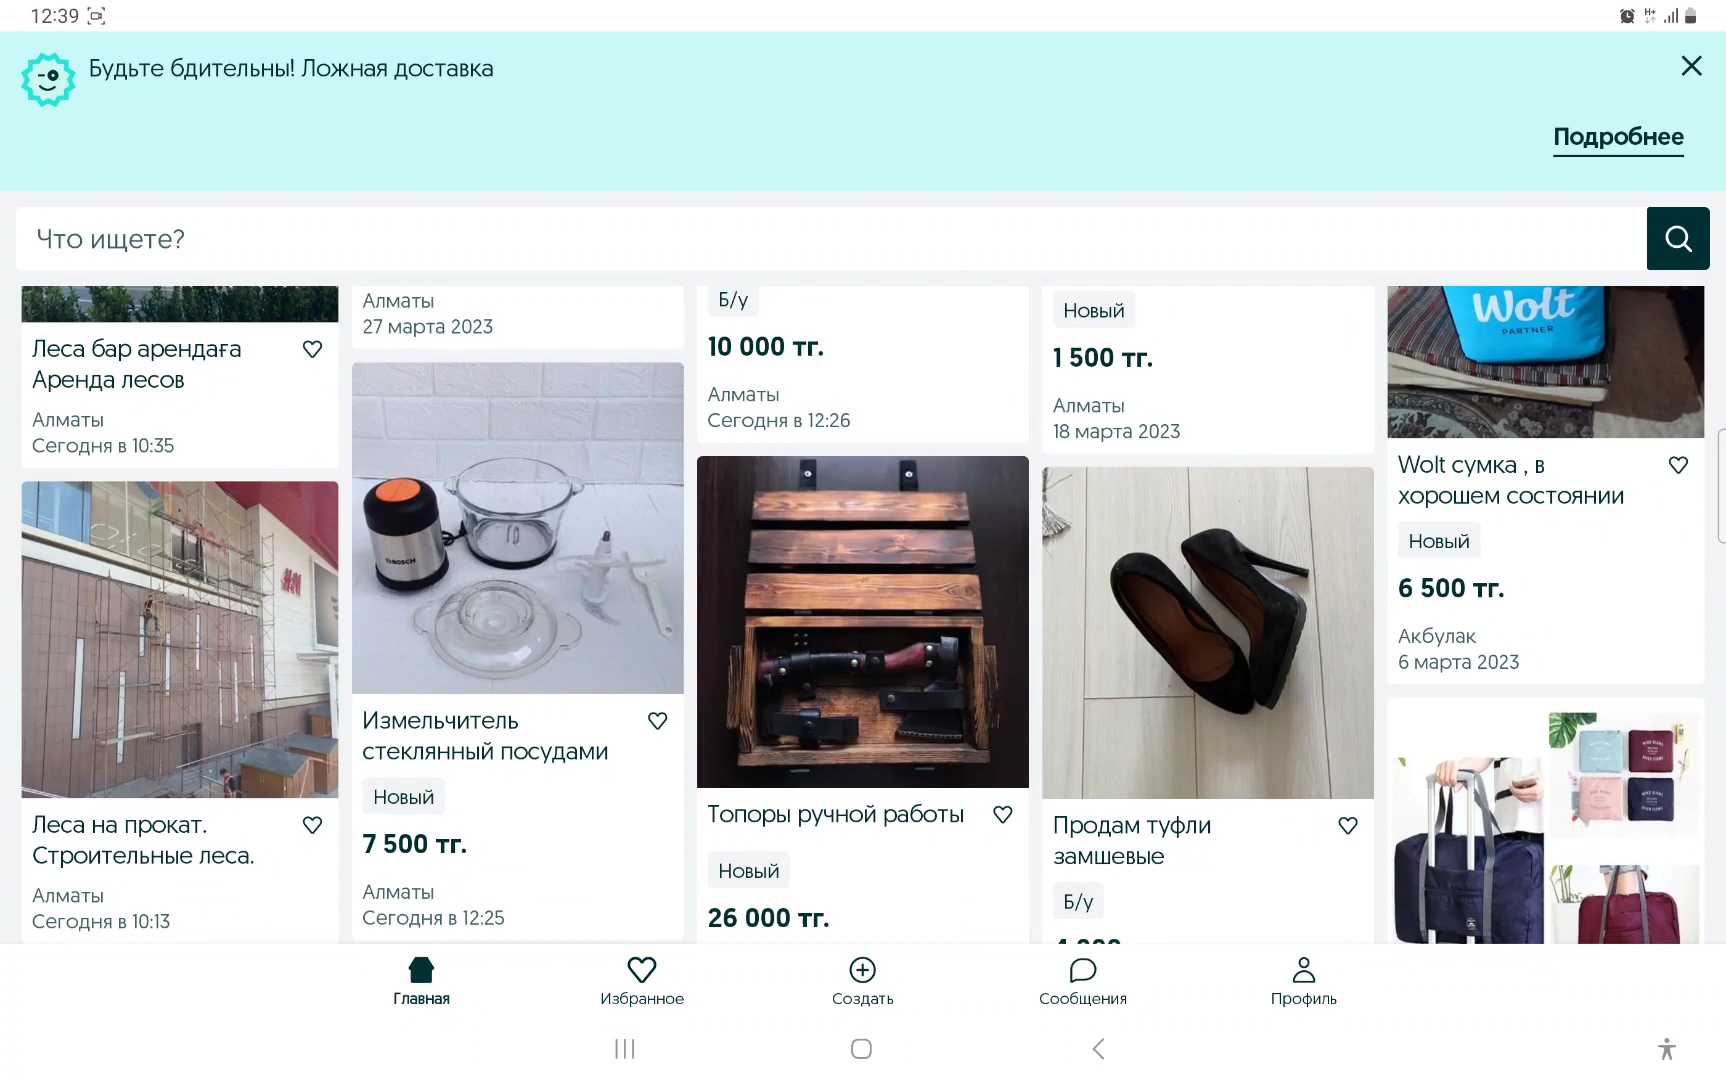 12:39
Будьте бдительны! Ложная доставка
Подробнее
Что ищете?
Леса бар арендаға
Аренда лесов
Алматы
Сегодня в 10:35
Леса на прокат.
Строительные леса.
Алматы
Сегодня в 10:13
Алматы
27 марта 2023
BOSCH
Измельчитель
стеклянный посудами
Новый
7 500 тг.
Алматы
Сегодня в 12:25
Б/у
10 000 тг.
Алматы
Сегодня в 12:26
Топоры ручной работы
Новый
26 000 тг.
Новый
1 500 тг.
Алматы
18 марта 2023
Продам туфли
замшевые
Б/у
Wolt
PARTNER
Wolt сумка , в
хорошем состоянии
Новый
6 500 тг.
Акбулак
6 марта 2023
Главная
Избранное
Создать
Сообщения
Профиль